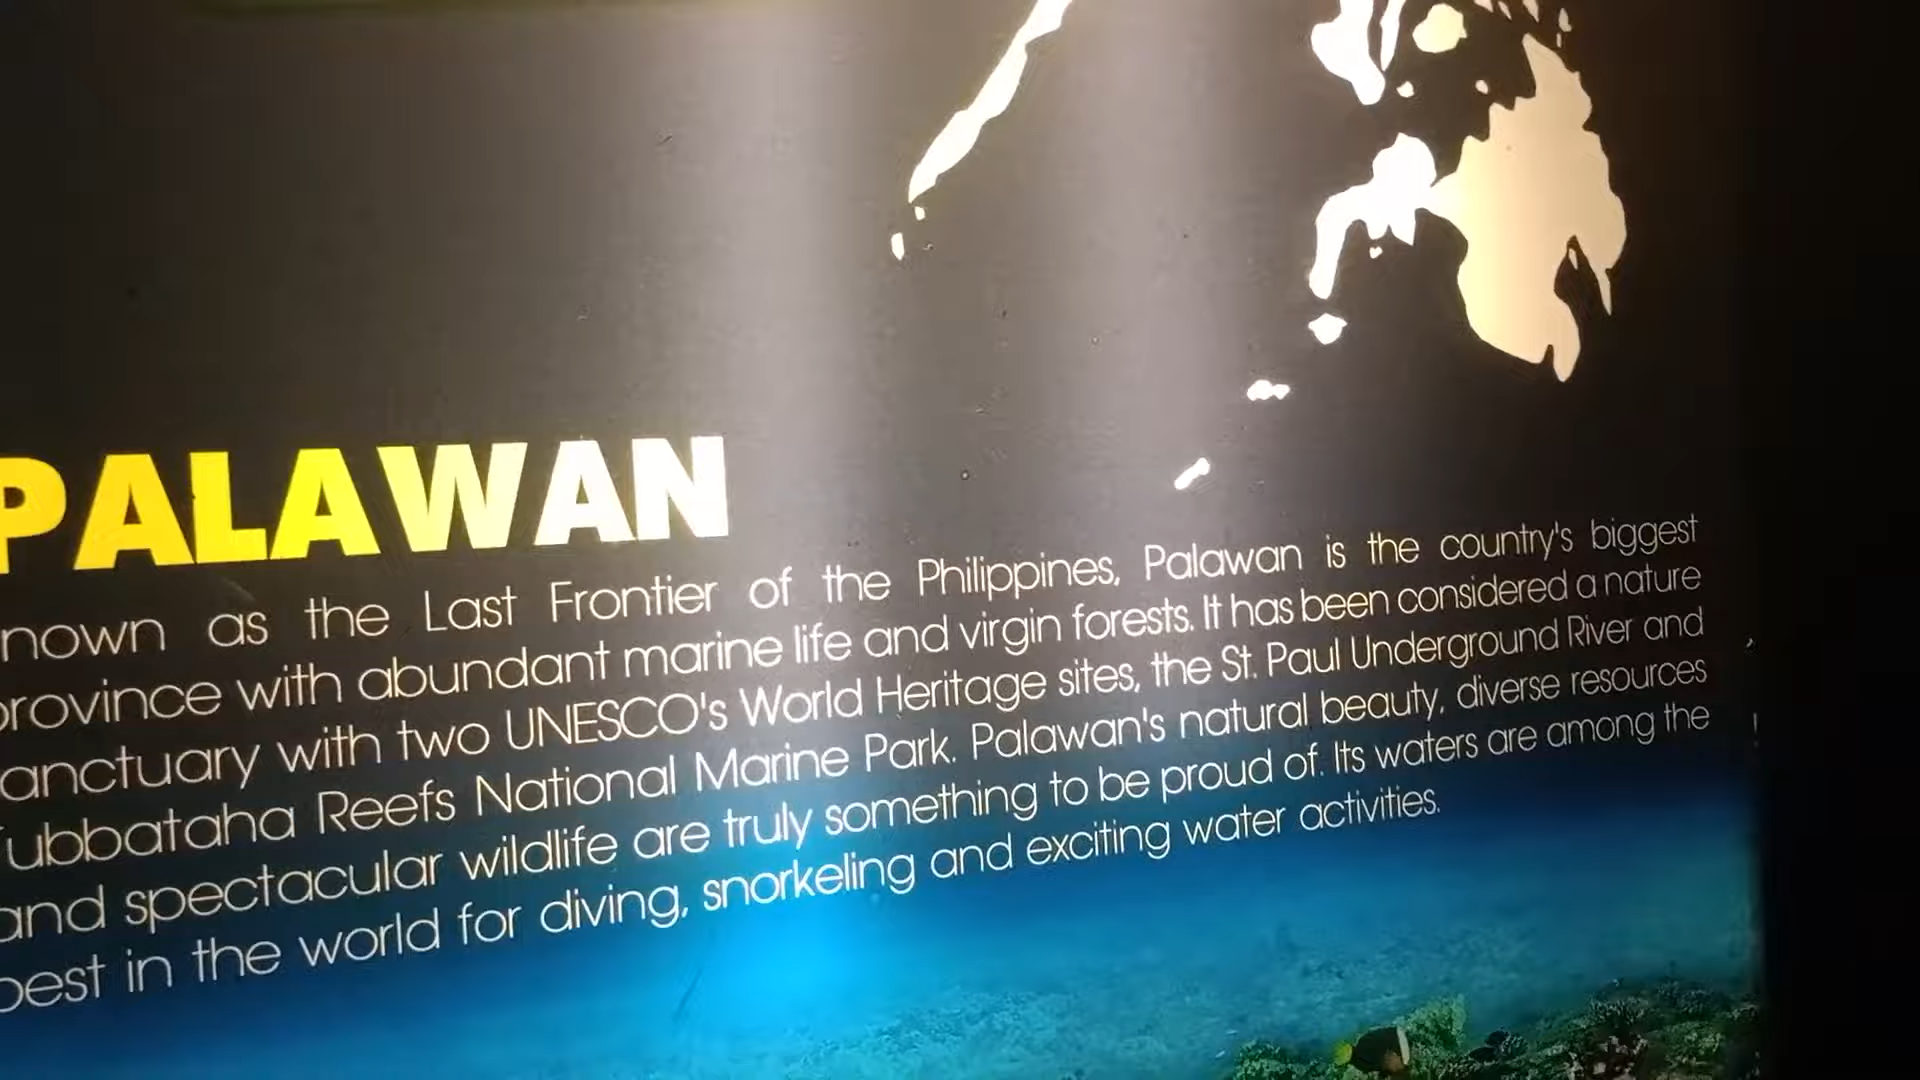 PALAWAN
nown as the Last Frontier of the Philippines, Palawan is the country's biggest
province with abundant marine life and virgin forests. It has been considered a nature
anctuary with two UNESCO's World Heritage sites, the St. Paul Underground River and
Tubbataha Reefs National Marine Park. Palawan's natural beauty, diverse resources
and spectacular wildlife are truly something to be proud of. Its waters are among the
best in the world for diving, snorkeling and exciting water activities.